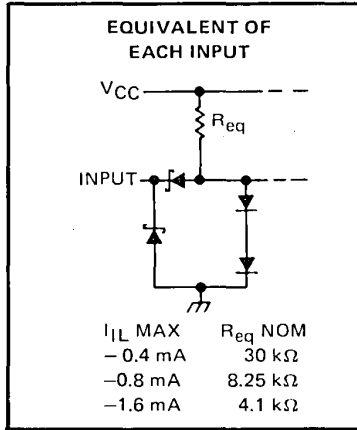 EQUIVALENT OF
EACH INPUT
VCC
Req
INPUT
IIL MAX Req NOM
− 0.4 mA 30 kΩ
−0.8 mA 8.25 kΩ
−1.6 mA 4.1 kΩ